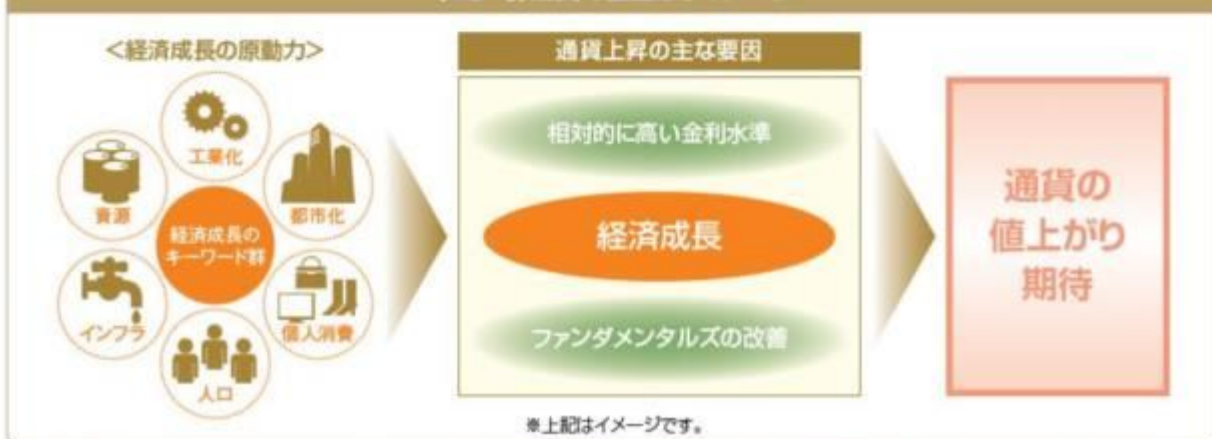 <経済成長の原動力>
工業化
資源
都市化
経済成長の
キーワード群
インフラ
個人消費
人口
通貨上昇の主な要因
相対的に高い金利水準
経済成長
ファンダメンタルズの改善
通貨の
値上がり
期待
※上記はイメージです。